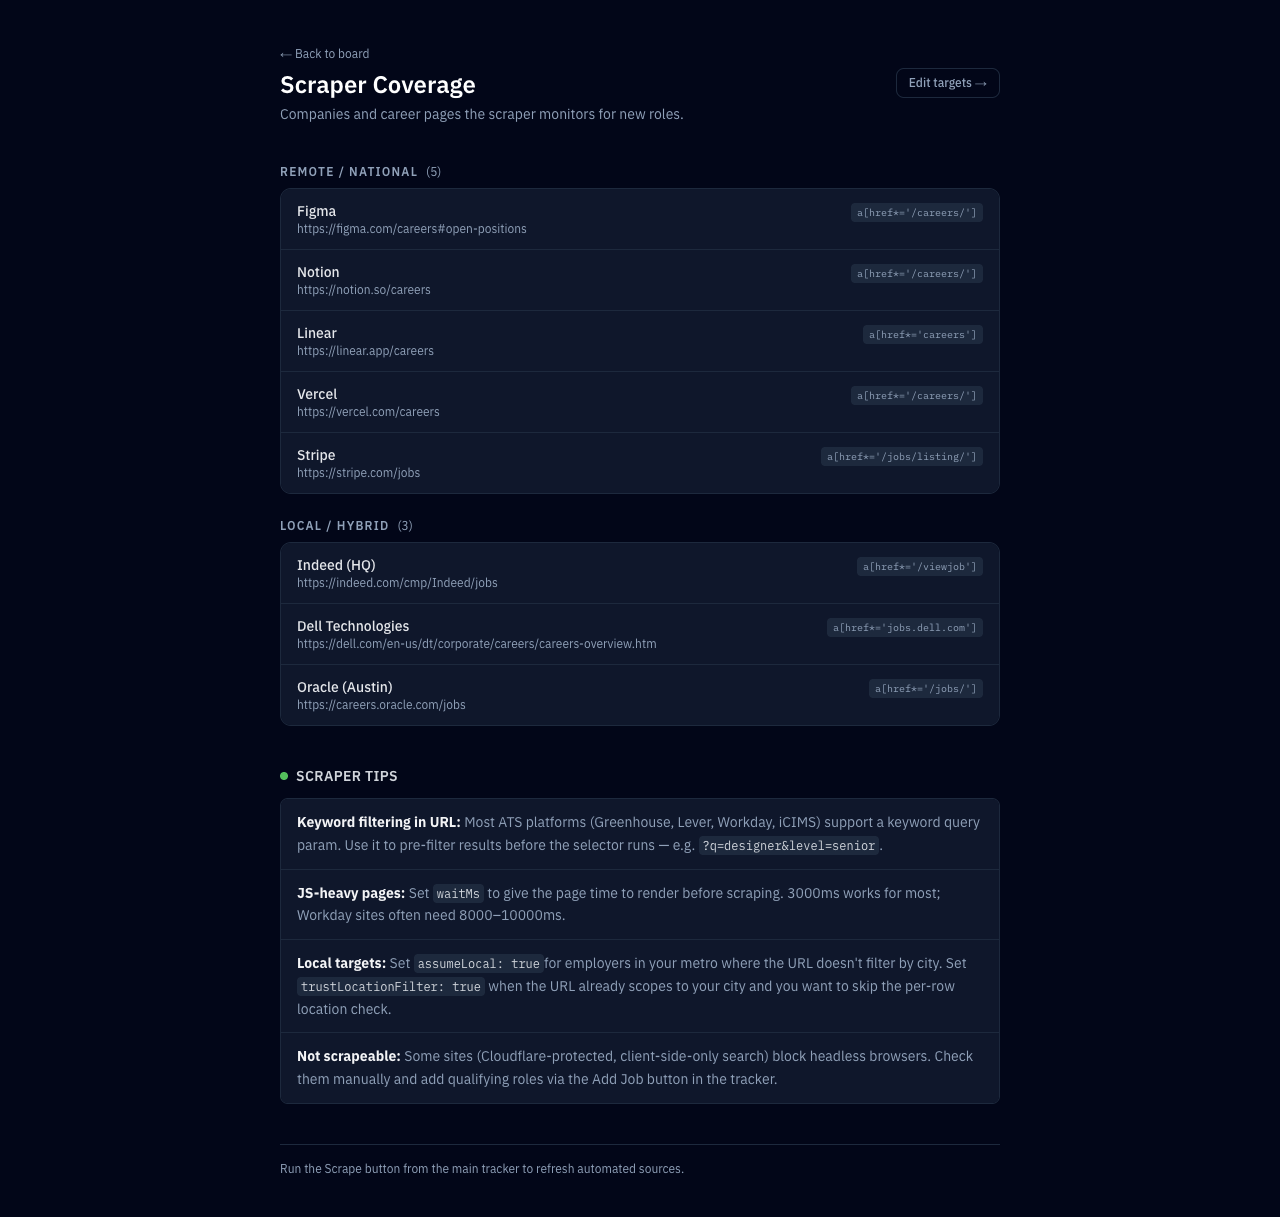 ← Back to board
Scraper Coverage
Edit targets →
Companies and career pages the scraper monitors for new roles.
REMOTE / NATIONAL (5)
Figma
a[href*='/careers/']
https://figma.com/careers#open-positions
Notion
a[href*='/careers/']
https://notion.so/careers
Linear
a[href*='careers']
https://linear.app/careers
Vercel
a[href*='/careers/']
https://vercel.com/careers
Stripe
a[href*='/jobs/listing/']
https://stripe.com/jobs
LOCAL / HYBRID (3)
Indeed (HQ)
a[href*='/viewjob']
https://indeed.com/cmp/Indeed/jobs
Dell Technologies
a[href*='jobs.dell.com']
https://dell.com/en-us/dt/corporate/careers/careers-overview.htm
Oracle (Austin)
a[href*='/jobs/']
https://careers.oracle.com/jobs
SCRAPER TIPS
Keyword filtering in URL: Most ATS platforms (Greenhouse, Lever, Workday, iCIMS) support a keyword query
param. Use it to pre-filter results before the selector runs — e.g. ?q=designer&level=senior.
JS-heavy pages: Set waitMs to give the page time to render before scraping. 3000ms works for most;
Workday sites often need 8000–10000ms.
Local targets: Set assumeLocal: true for employers in your metro where the URL doesn't filter by city. Set
trustLocationFilter: true when the URL already scopes to your city and you want to skip the per-row
location check.
Not scrapeable: Some sites (Cloudflare-protected, client-side-only search) block headless browsers. Check
them manually and add qualifying roles via the Add Job button in the tracker.
Run the Scrape button from the main tracker to refresh automated sources.